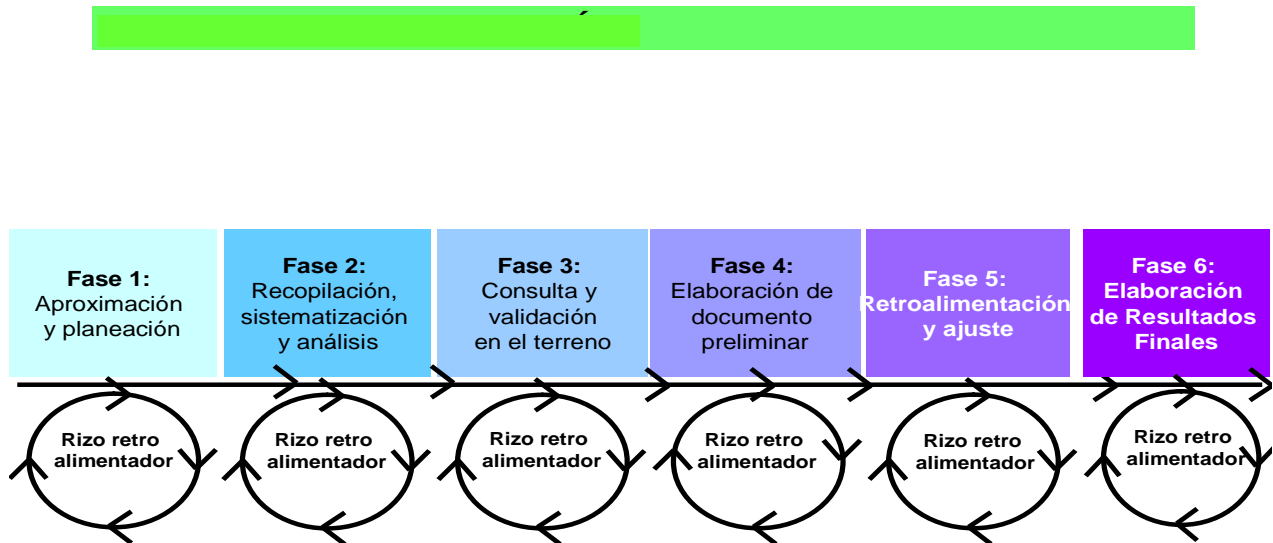 Fase 1:
Aproximación
y planeación
Fase 2:
Recopilación,
sistematización
y análisis
Fase 3:
Consulta y
validación
en el terreno
Fase 4:
Elaboración de
documento
preliminar
Fase 5:
Retroalimentación
y ajuste
Fase 6:
Elaboración
de Resultados
Finales
Rizo retro
alimentador
Rizo retro
alimentador
Rizo retro
alimentador
Rizo retro
alimentador
Rizo retro
alimentador
Rizo retro
alimentador